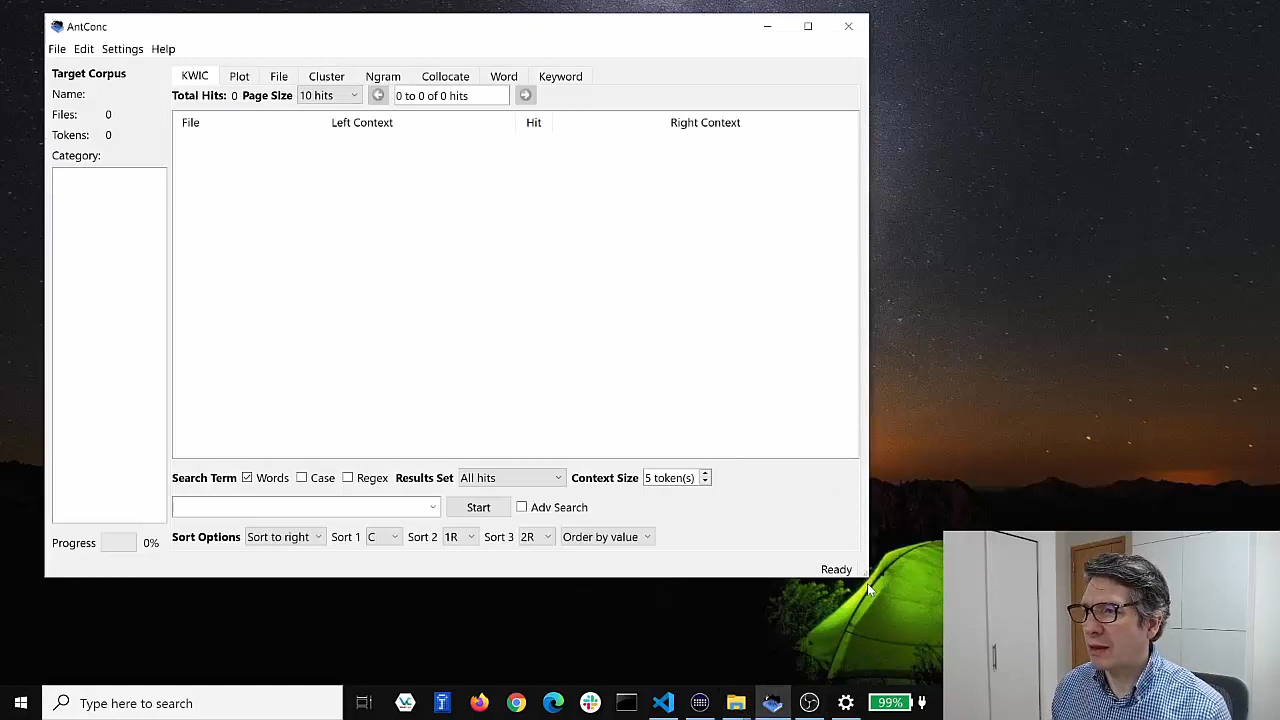 AntConc
File Edit Settings Help
Target Corpus
Name:
Files: 0
Tokens: 0
Category:
Progress 0%
KWIC Plot File Cluster Ngram Collocate Word Keyword
Total Hits: 0 Page Size 10 hits 0 to 0 of 0 hits
File Left Context Hit Right Context
Search Term Words Case Regex Results Set All hits Context Size 5 token(s)
Start Adv Search
Sort Options Sort to right Sort 1 C Sort 2 1R Sort 3 2R Order by value
Ready
Type here to search 99%